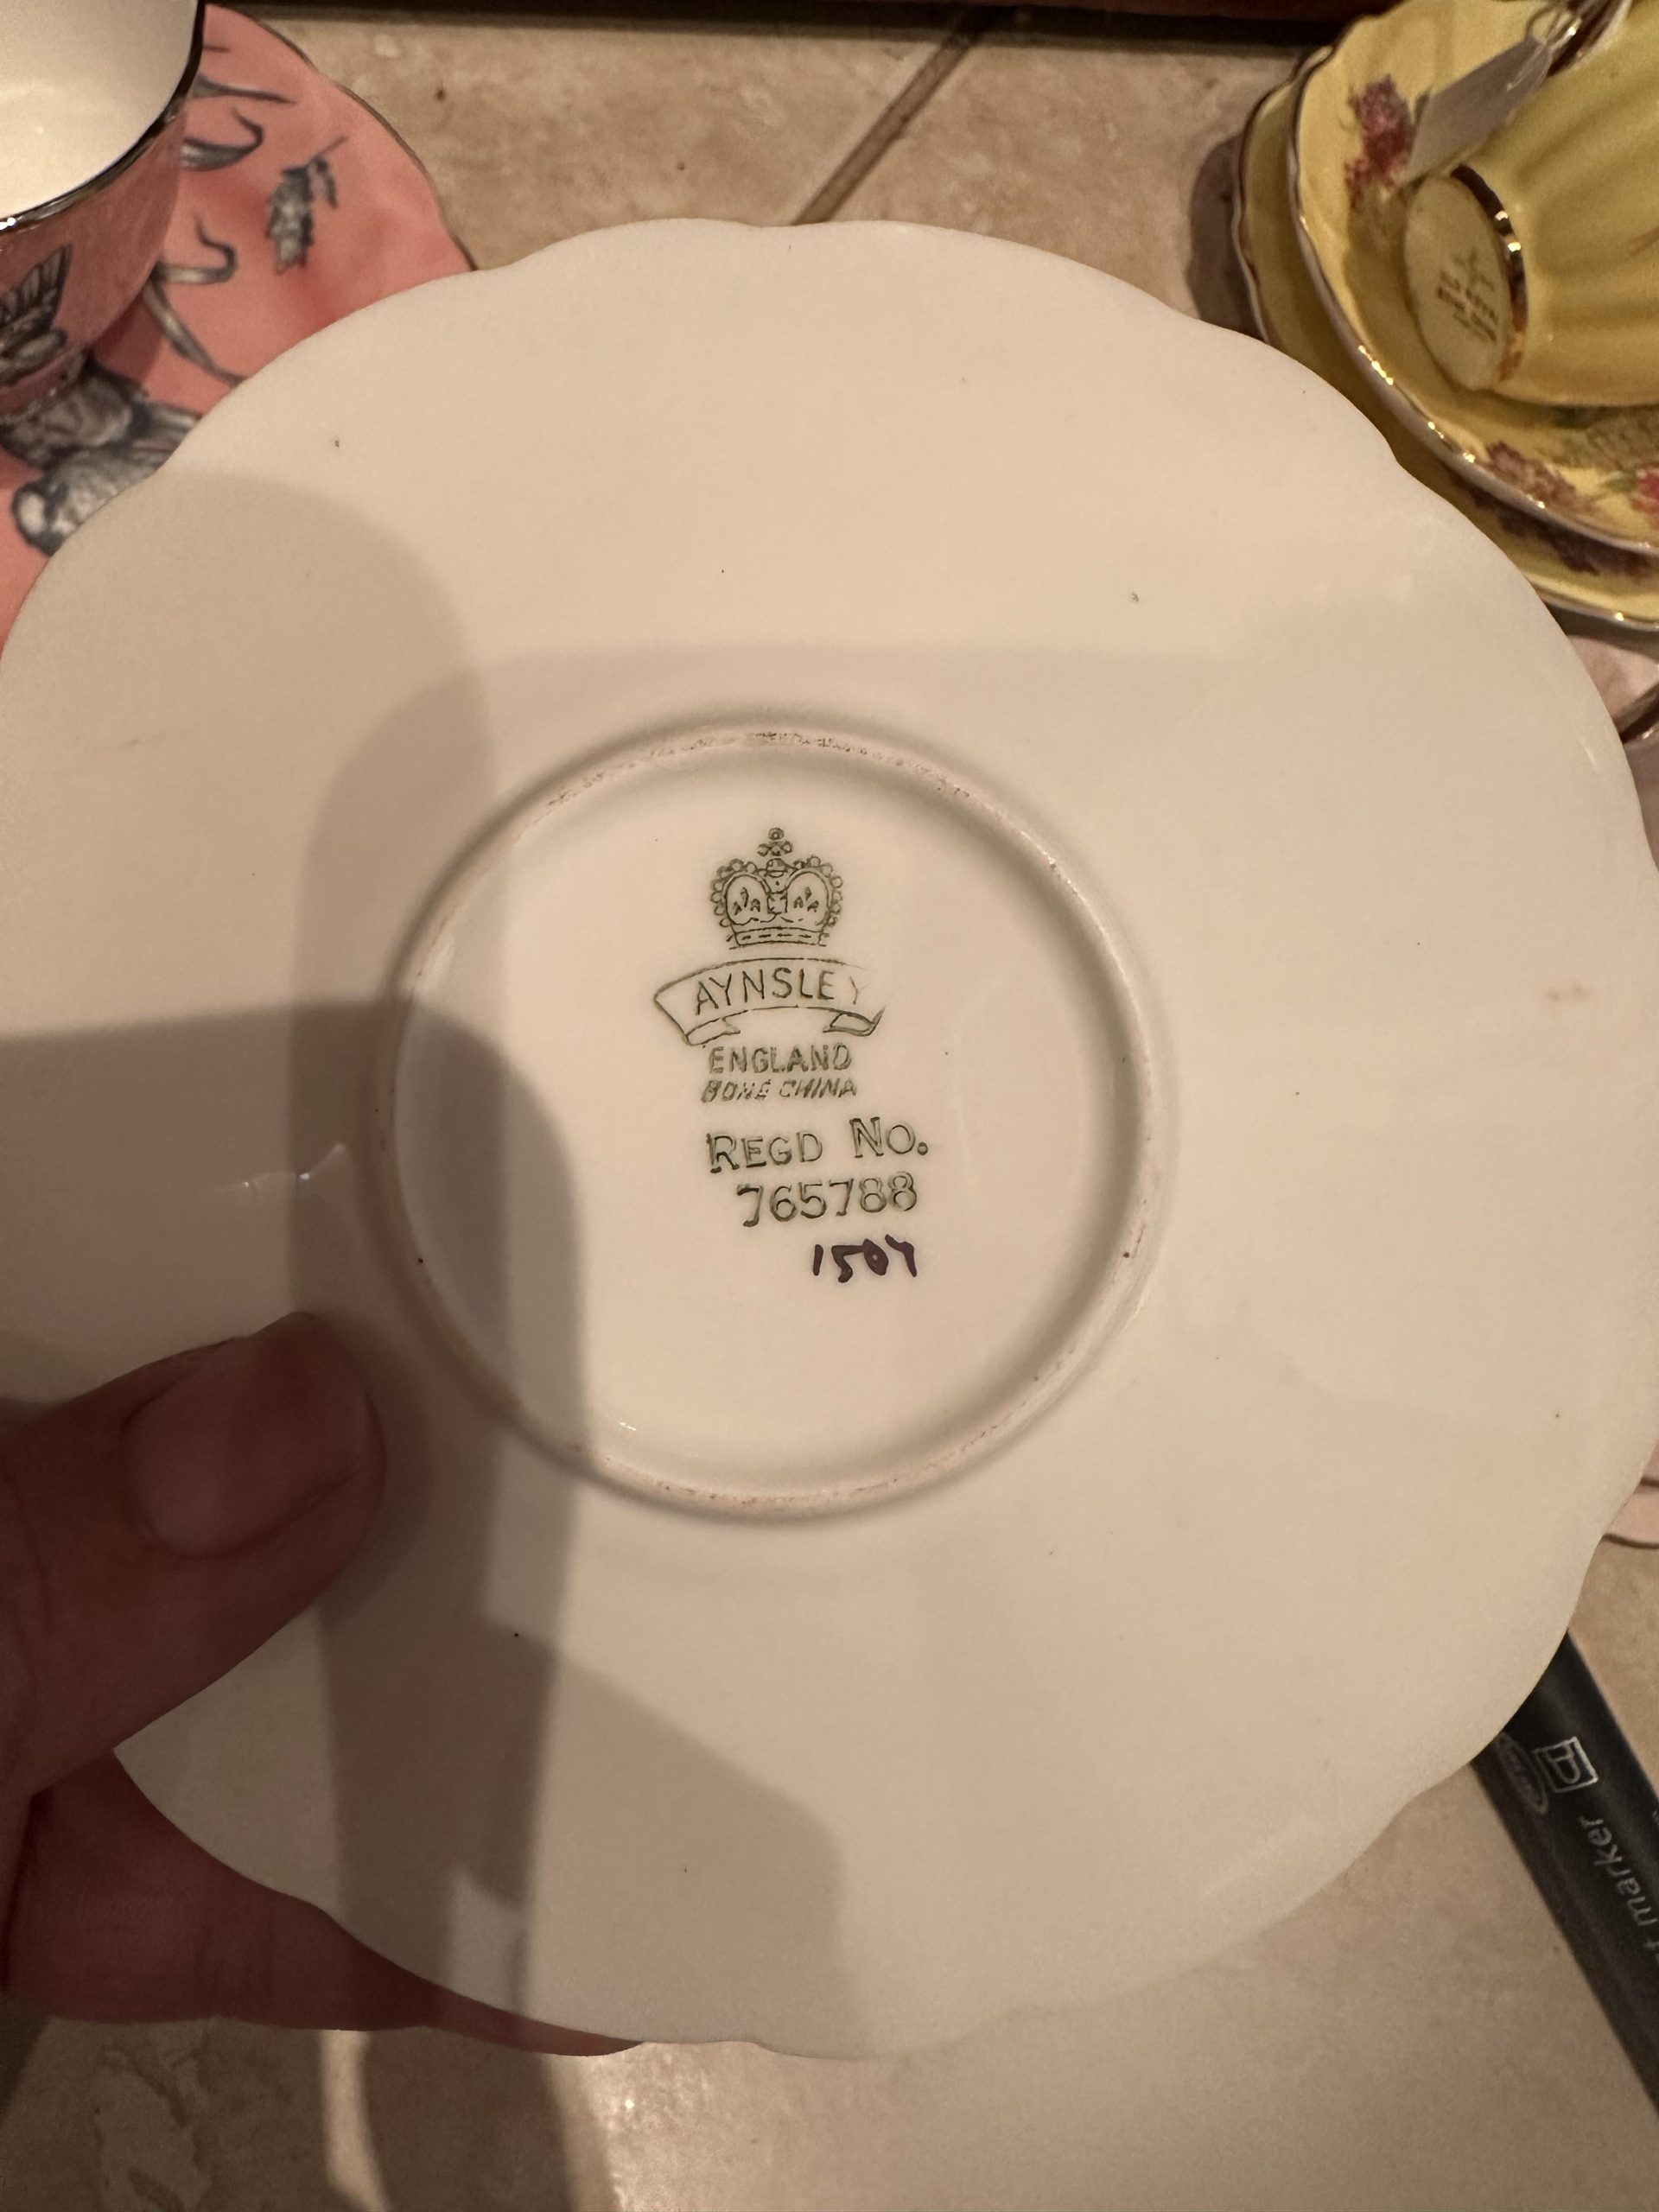 AYNSLEY
ENGLAND
BONE CHINA
REGD NO.
765788
1507
marker